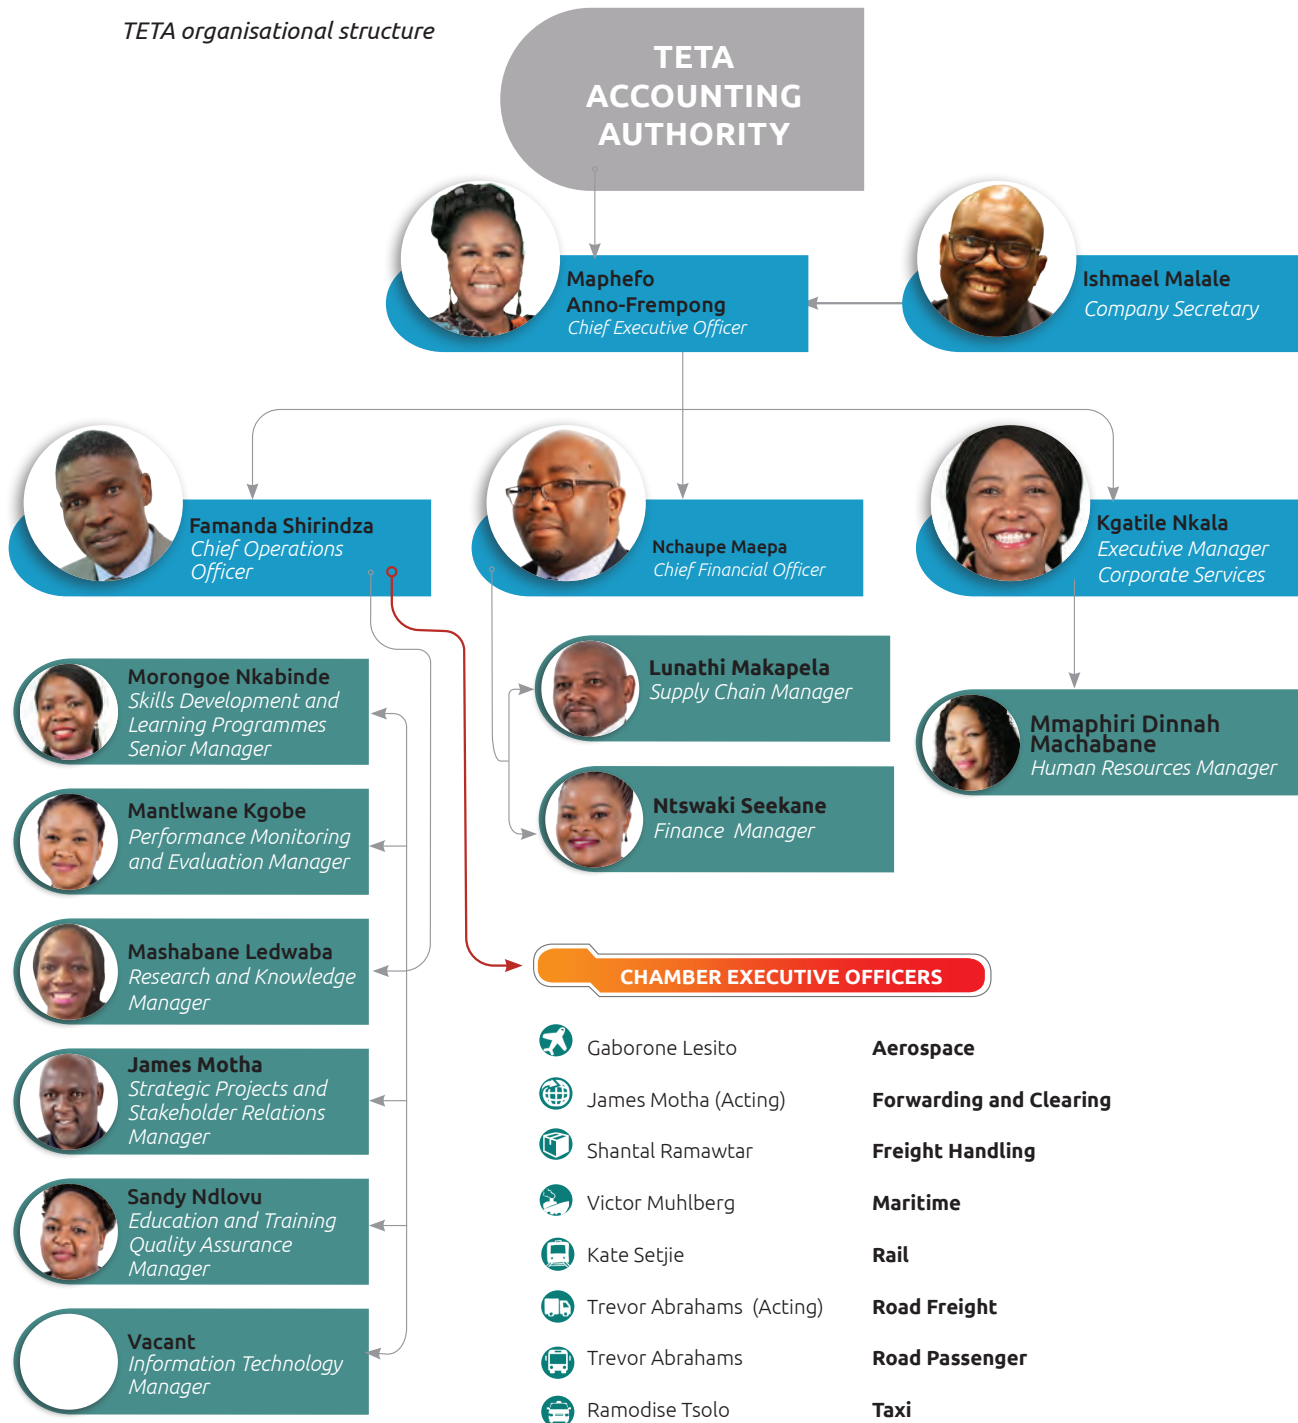 TETA organisational structure
TETA
ACCOUNTING
AUTHORITY
Maphefo
Anno-Frempong
Chief Executive Officer
Ishmael Malale
Company Secretary
Famanda Shirindza
Chief Operations
Officer
Nchaupe Maepa
Chief Financial Officer
Kgatile Nkala
Executive Manager
Corporate Services
Morongoe Nkabinde
Skills Development and
Learning Programmes
Senior Manager
Mantlwane Kgobe
Performance Monitoring
and Evaluation Manager
Mashabane Ledwaba
Research and Knowledge
Manager
James Motha
Strategic Projects and
Stakeholder Relations
Manager
Sandy Ndlovu
Education and Training
Quality Assurance
Manager
Vacant
Information Technology
Manager
Lunathi Makapela
Supply Chain Manager
Ntswaki Seekane
Finance Manager
Mmaphiri Dinnah
Machabane
Human Resources Manager
CHAMBER EXECUTIVE OFFICERS
Gaborone Lesito Aerospace
James Motha (Acting) Forwarding and Clearing
Shantal Ramawtar Freight Handling
Victor Muhlberg Maritime
Kate Setjie Rail
Trevor Abrahams (Acting) Road Freight
Trevor Abrahams Road Passenger
Ramodise Tsolo Taxi